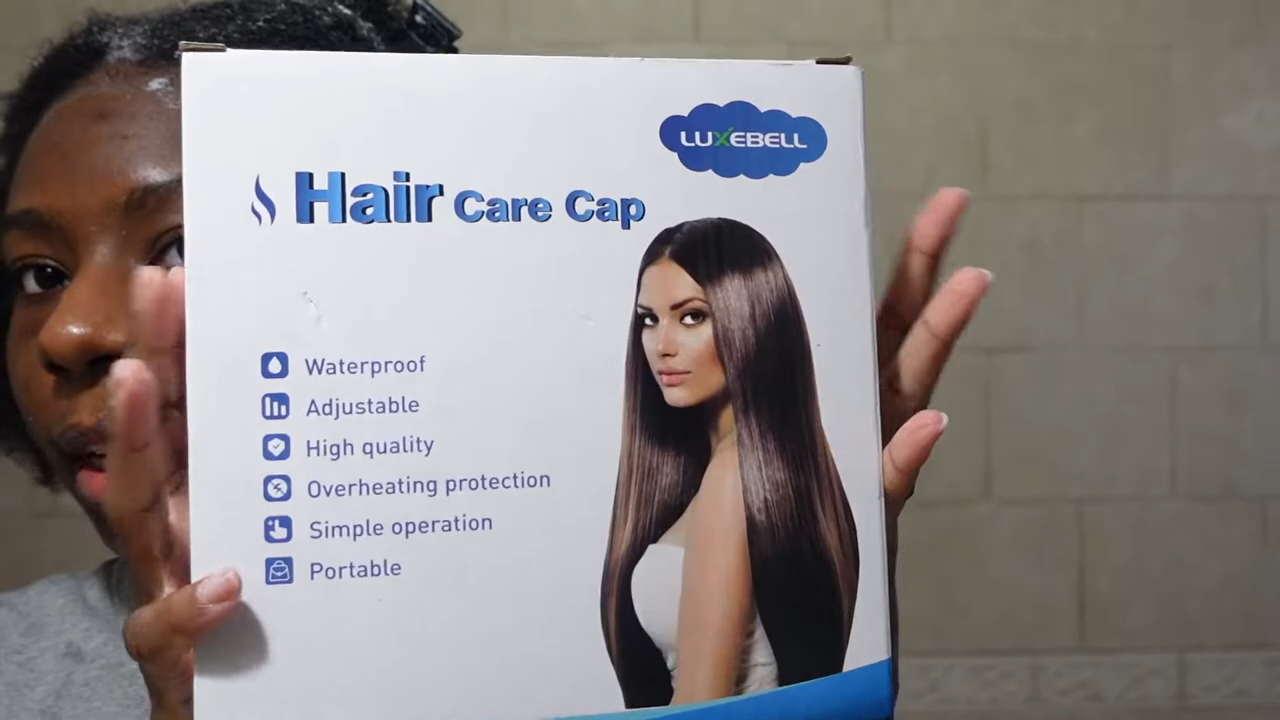 LUXEBELL
Hair Care Cap
Waterproof
Adjustable
High quality
Overheating protection
Simple operation
Portable